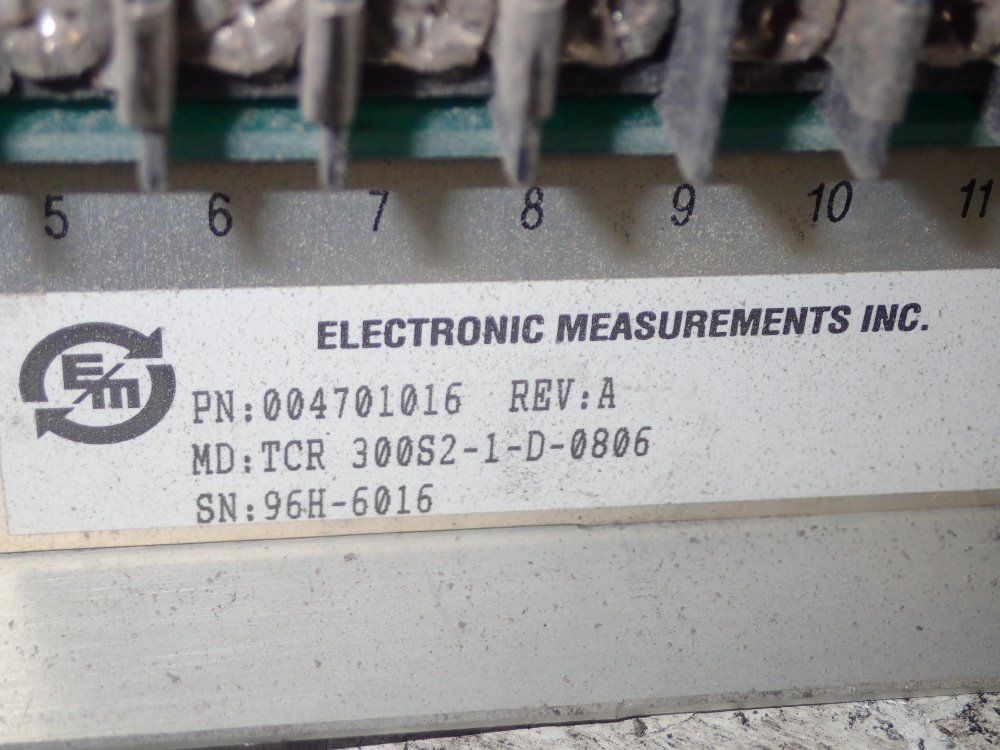 5 6 7 8 9 10 11
ELECTRONIC MEASUREMENTS INC.
E/M
PN:004701016 REV:A
MD:TCR 300S2-1-D-0806
SN:96H-6016